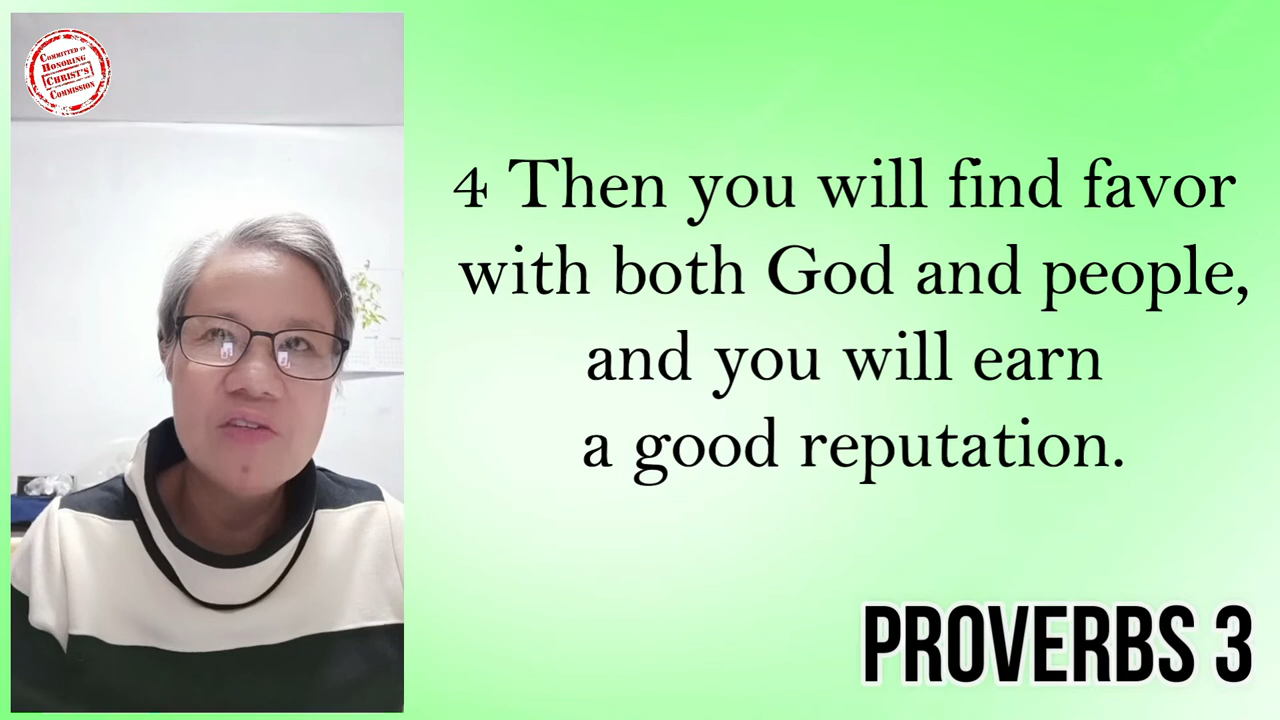 COMMITTED TO
HONORING
CHRIST'S
COMMISSION
4 Then you will find favor
with both God and people,
and you will earn
a good reputation.
PROVERBS 3